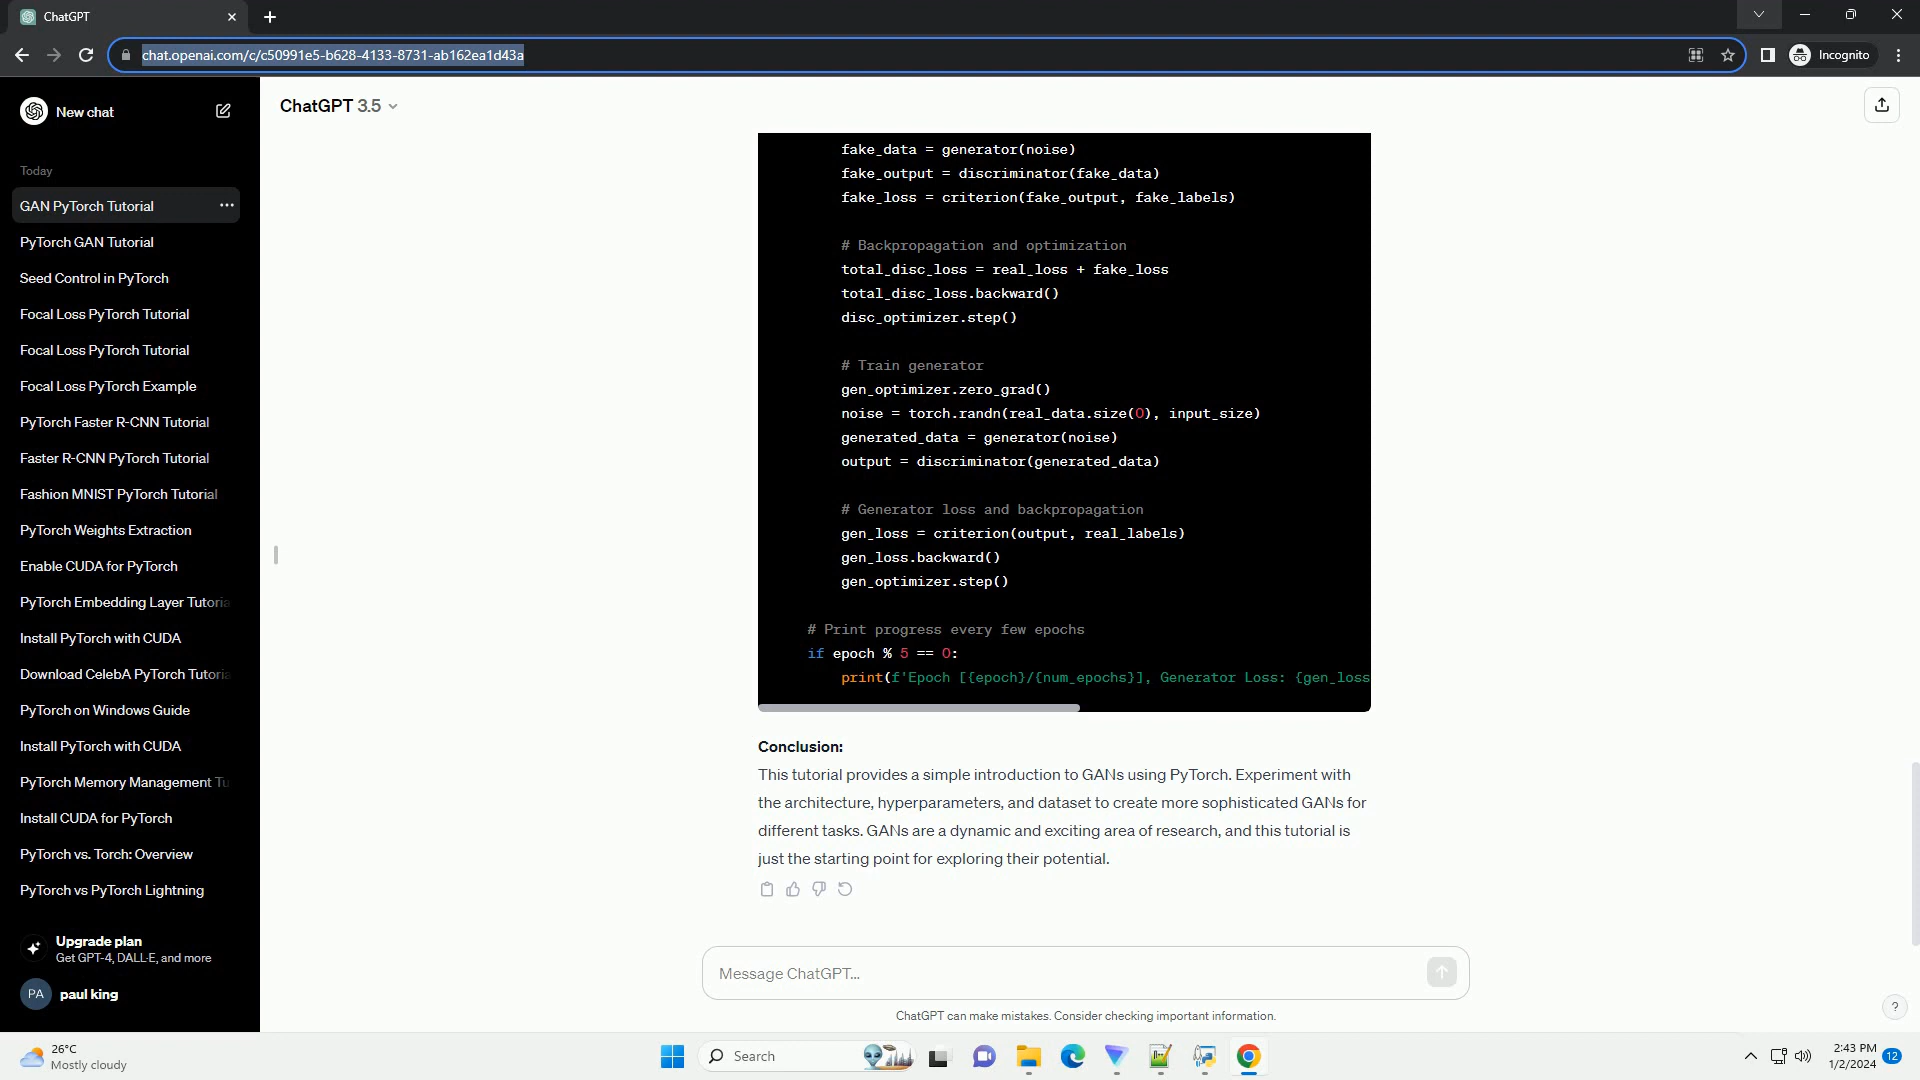 ChatGPT
chat.openai.com/c/c50991e5-b628-4133-8731-ab162ea1d43a
Incognito
New chat
Today
GAN PyTorch Tutorial
PyTorch GAN Tutorial
Seed Control in PyTorch
Focal Loss PyTorch Tutorial
Focal Loss PyTorch Tutorial
Focal Loss PyTorch Example
PyTorch Faster R-CNN Tutorial
Faster R-CNN PyTorch Tutorial
Fashion MNIST PyTorch Tutorial
PyTorch Weights Extraction
Enable CUDA for PyTorch
PyTorch Embedding Layer Tutoria
Install PyTorch with CUDA
Download CelebA PyTorch Tutoria
PyTorch on Windows Guide
Install PyTorch with CUDA
PyTorch Memory Management Tu
Install CUDA for PyTorch
PyTorch vs. Torch: Overview
PyTorch vs PyTorch Lightning
Upgrade plan
Get GPT-4, DALL·E, and more
PA
paul king
ChatGPT 3.5
fake_data = generator(noise)
fake_output = discriminator(fake_data)
fake_loss = criterion(fake_output, fake_labels)
# Backpropagation and optimization
total_disc_loss = real_loss + fake_loss
total_disc_loss.backward()
disc_optimizer.step()
# Train generator
gen_optimizer.zero_grad()
noise = torch.randn(real_data.size(0), input_size)
generated_data = generator(noise)
output = discriminator(generated_data)
# Generator loss and backpropagation
gen_loss = criterion(output, real_labels)
gen_loss.backward()
gen_optimizer.step()
# Print progress every few epochs
if epoch % 5 == 0:
print(f'Epoch [{epoch}/{num_epochs}], Generator Loss: {gen_loss
Conclusion:
This tutorial provides a simple introduction to GANs using PyTorch. Experiment with
the architecture, hyperparameters, and dataset to create more sophisticated GANs for
different tasks. GANs are a dynamic and exciting area of research, and this tutorial is
just the starting point for exploring their potential.
Message ChatGPT...
ChatGPT can make mistakes. Consider checking important information.
?
26°C
Mostly cloudy
Search
2:43 PM
1/2/2024
12